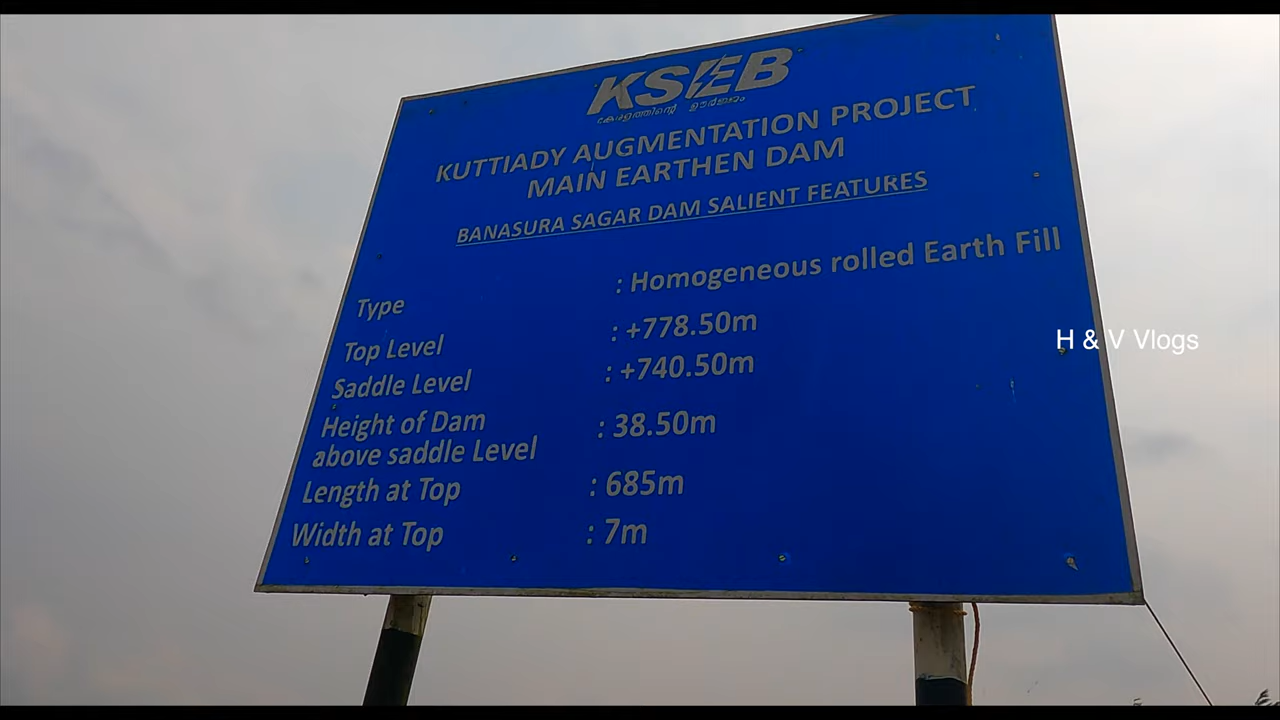 KSEB
കേരളത്തിന്റെ ഊർജ്ജം
KUTTIADY AUGMENTATION PROJECT
MAIN EARTHEN DAM
BANASURA SAGAR DAM SALIENT FEATURES
Type : Homogeneous rolled Earth Fill
Top Level : +778.50m
Saddle Level : +740.50m
Height of Dam
above saddle Level : 38.50m
Length at Top : 685m
Width at Top : 7m
H & V Vlogs